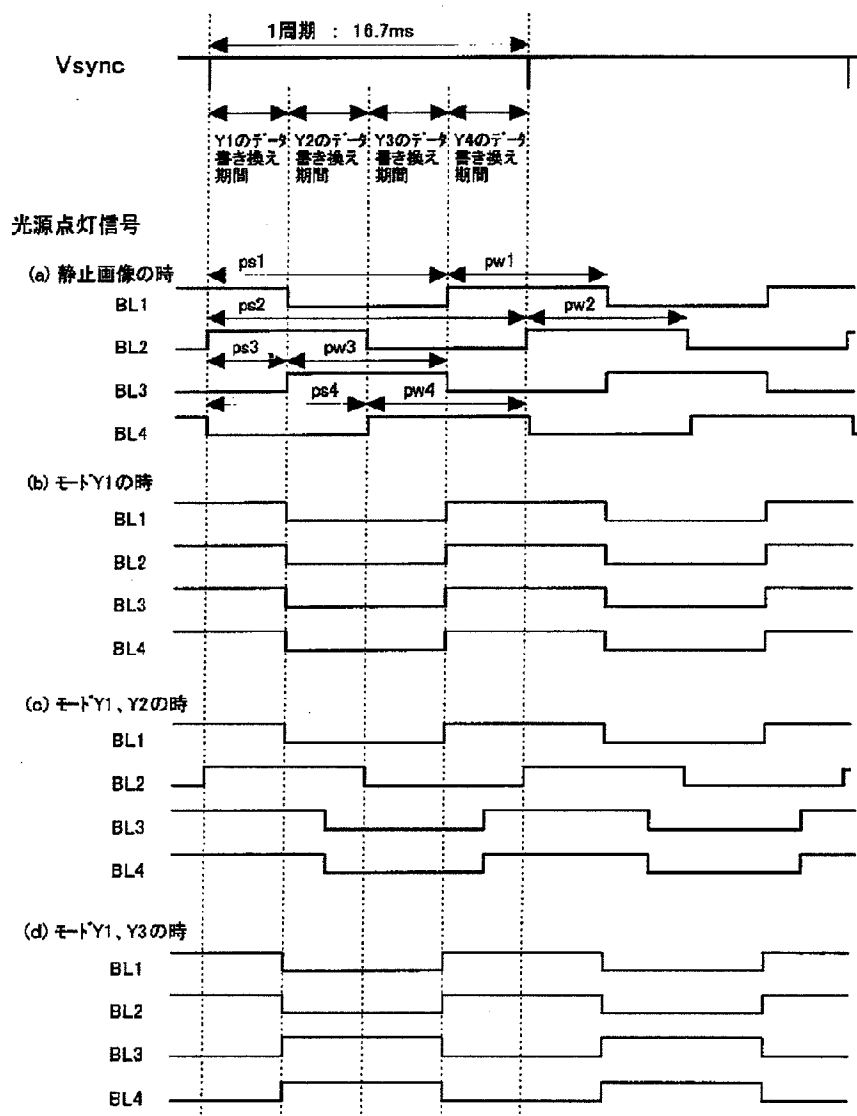 1周期 : 16.7ms
Vsync
Y1のデータ Y2のデータ Y3のデータ Y4のデータ
書き換え 書き換え 書き換え 書き換え
期間 期間 期間 期間
光源点灯信号
(a) 静止画像の時
ps1 pw1
BL1
ps2 pw2
BL2
ps3 pw3
BL3
ps4 pw4
BL4
(b) モードY1の時
BL1
BL2
BL3
BL4
(c) モードY1、Y2の時
BL1
BL2
BL3
BL4
(d) モードY1、Y3の時
BL1
BL2
BL3
BL4